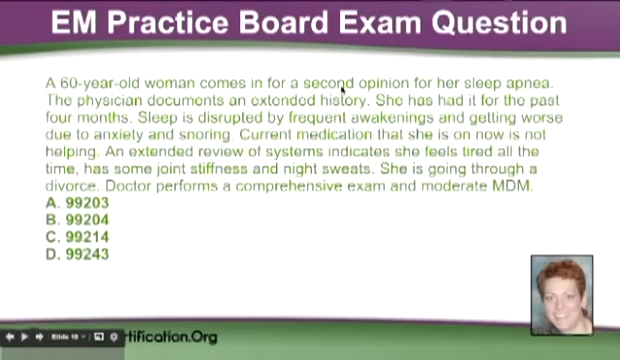 EM Practice Board Exam Question
A 60-year-old woman comes in for a second opinion for her sleep apnea.
The physician documents an extended history. She has had it for the past
four months. Sleep is disrupted by frequent awakenings and getting worse
due to anxiety and snoring. Current medication that she is on now is not
helping. An extended review of systems indicates she feels tired all the
time, has some joint stiffness and night sweats. She is going through a
divorce. Doctor performs a comprehensive exam and moderate MDM.
A. 99203
B. 99204
C. 99214
D. 99243
Slide 16
tification.Org